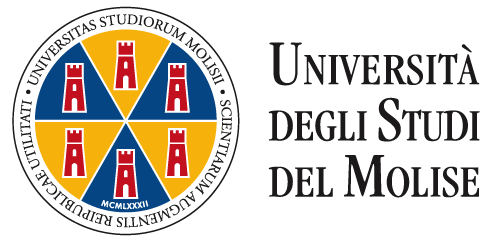 · UNIVERSITAS STUDIORUM MOLISII ·
SCIENTIARUM AUGMENTIS REIPUBLICAE UTILITATI
MCMLXXXII
UNIVERSITÀ
DEGLI STUDI
DEL MOLISE